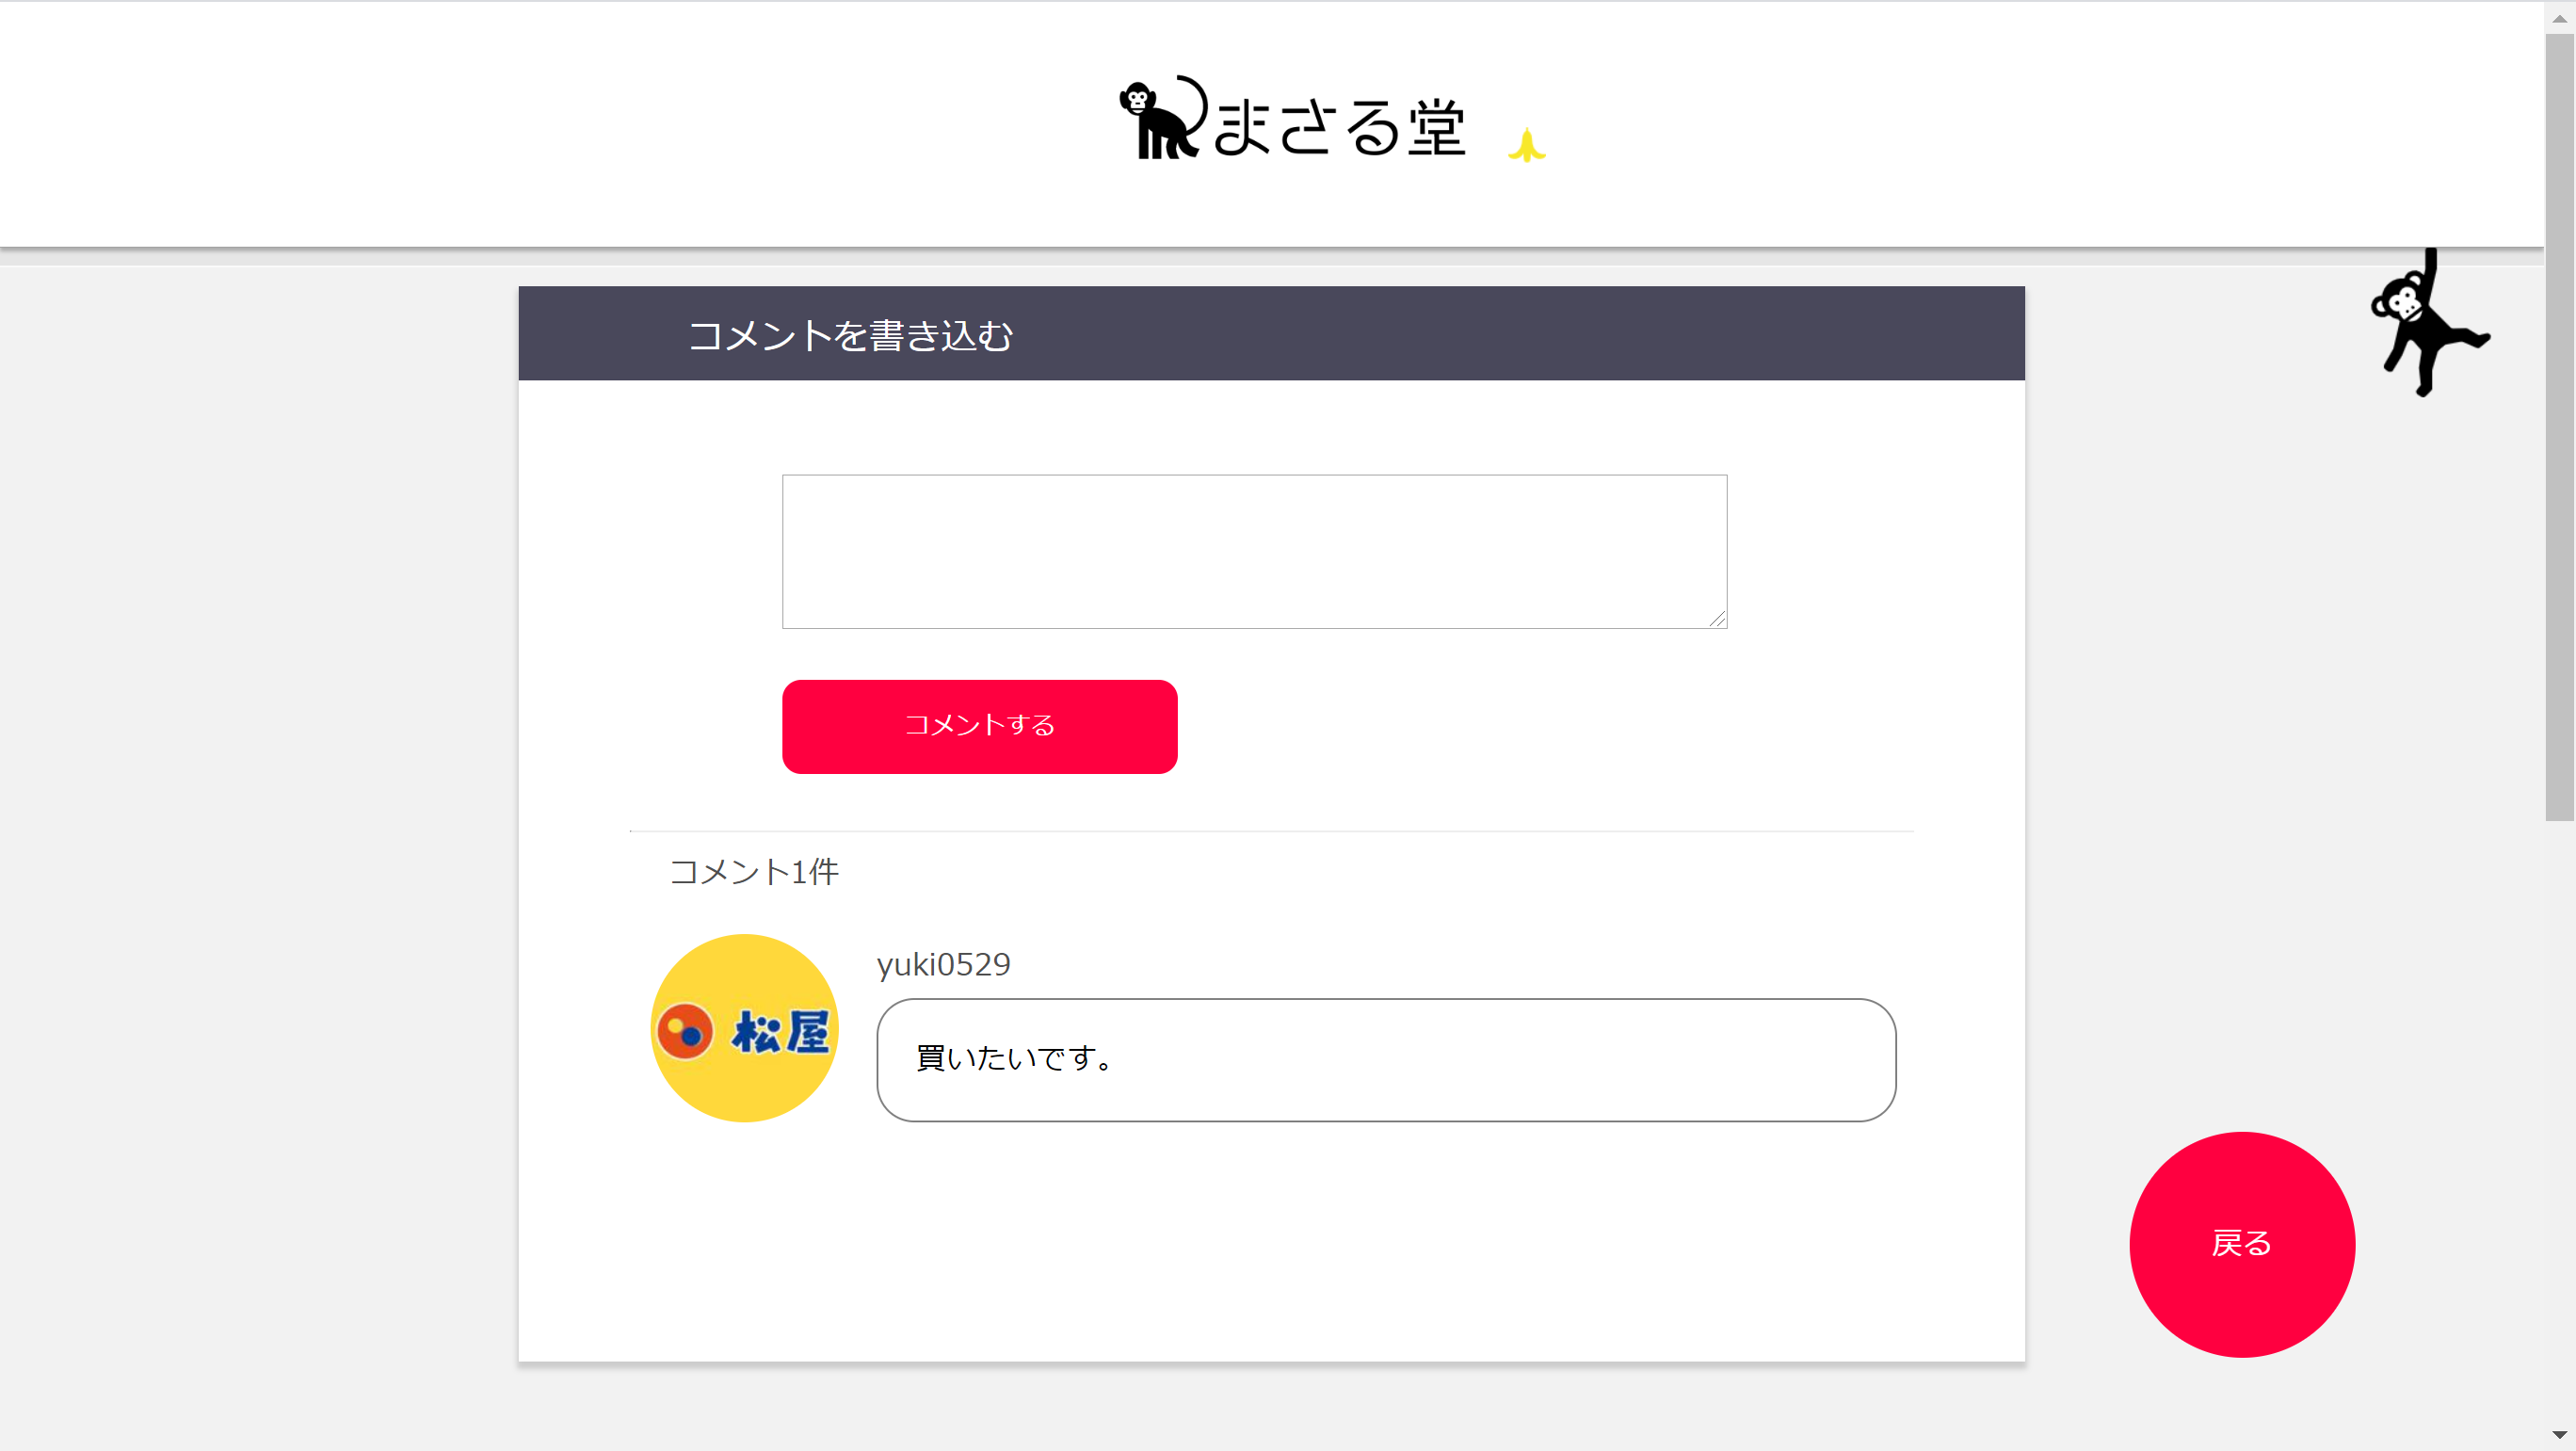 まさる堂
コメントを書き込む
コメントする
コメント1件
yuki0529
松屋
買いたいです。
戻る